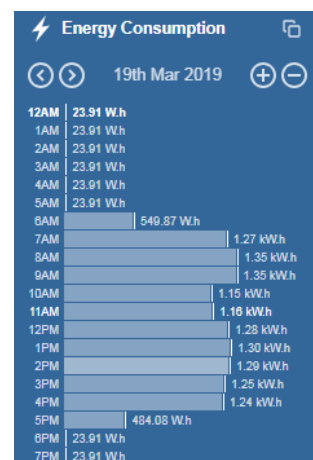 Energy Consumption
19th Mar 2019
12AM 23.91 W.h
1AM 23.91 W.h
2AM 23.91 W.h
3AM 23.91 W.h
4AM 23.91 W.h
5AM 23.91 W.h
6AM 549.87 W.h
7AM 1.27 kW.h
8AM 1.35 kW.h
9AM 1.35 kW.h
10AM 1.15 kW.h
11AM 1.16 kW.h
12PM 1.28 kW.h
1PM 1.30 kW.h
2PM 1.29 kW.h
3PM 1.25 kW.h
4PM 1.24 kW.h
5PM 484.08 W.h
6PM 23.91 W.h
7PM 23.91 W.h